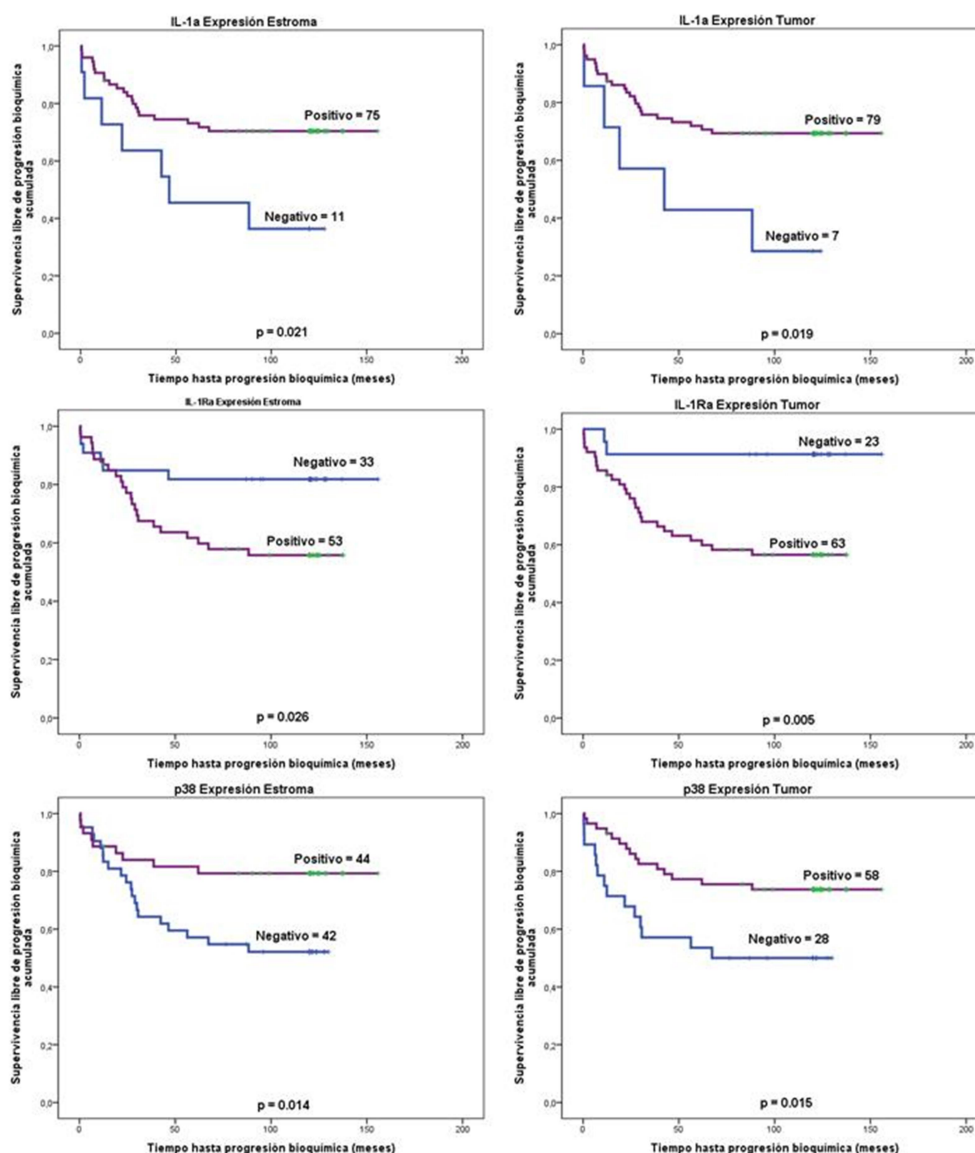 IL-1a Expresión Estroma
Supervivencia libre de progresión bioquímica
acumulada
1,0
0,8
0,6
0,4
0,2
0,0
Positivo = 75
Negativo = 11
p = 0.021
0
50
100
150
200
Tiempo hasta progresión bioquímica (meses)
IL-1a Expresión Tumor
Supervivencia libre de progresión bioquímica
acumulada
1,0
0,8
0,6
0,4
0,2
0,0
Positivo = 79
Negativo = 7
p = 0.019
0
50
100
150
200
Tiempo hasta progresión bioquímica (meses)
IL-1Ra Expresión Estroma
Supervivencia libre de progresión bioquímica
acumulada
1,0
0,8
0,6
0,4
0,2
0,0
Negativo = 33
Positivo = 53
p = 0.026
0
50
100
150
200
Tiempo hasta progresión bioquímica (meses)
IL-1Ra Expresión Tumor
Supervivencia libre de progresión bioquímica
acumulada
1,0
0,8
0,6
0,4
0,2
0,0
Negativo = 23
Positivo = 63
p = 0.005
0
50
100
150
200
Tiempo hasta progresión bioquímica (meses)
p38 Expresión Estroma
Supervivencia libre de progresión bioquímica
acumulada
1,0
0,8
0,6
0,4
0,2
0,0
Positivo = 44
Negativo = 42
p = 0.014
0
50
100
150
200
Tiempo hasta progresión bioquímica (meses)
p38 Expresión Tumor
Supervivencia libre de progresión bioquímica
acumulada
1,0
0,8
0,6
0,4
0,2
0,0
Positivo = 58
Negativo = 28
p = 0.015
0
50
100
150
200
Tiempo hasta progresión bioquímica (meses)